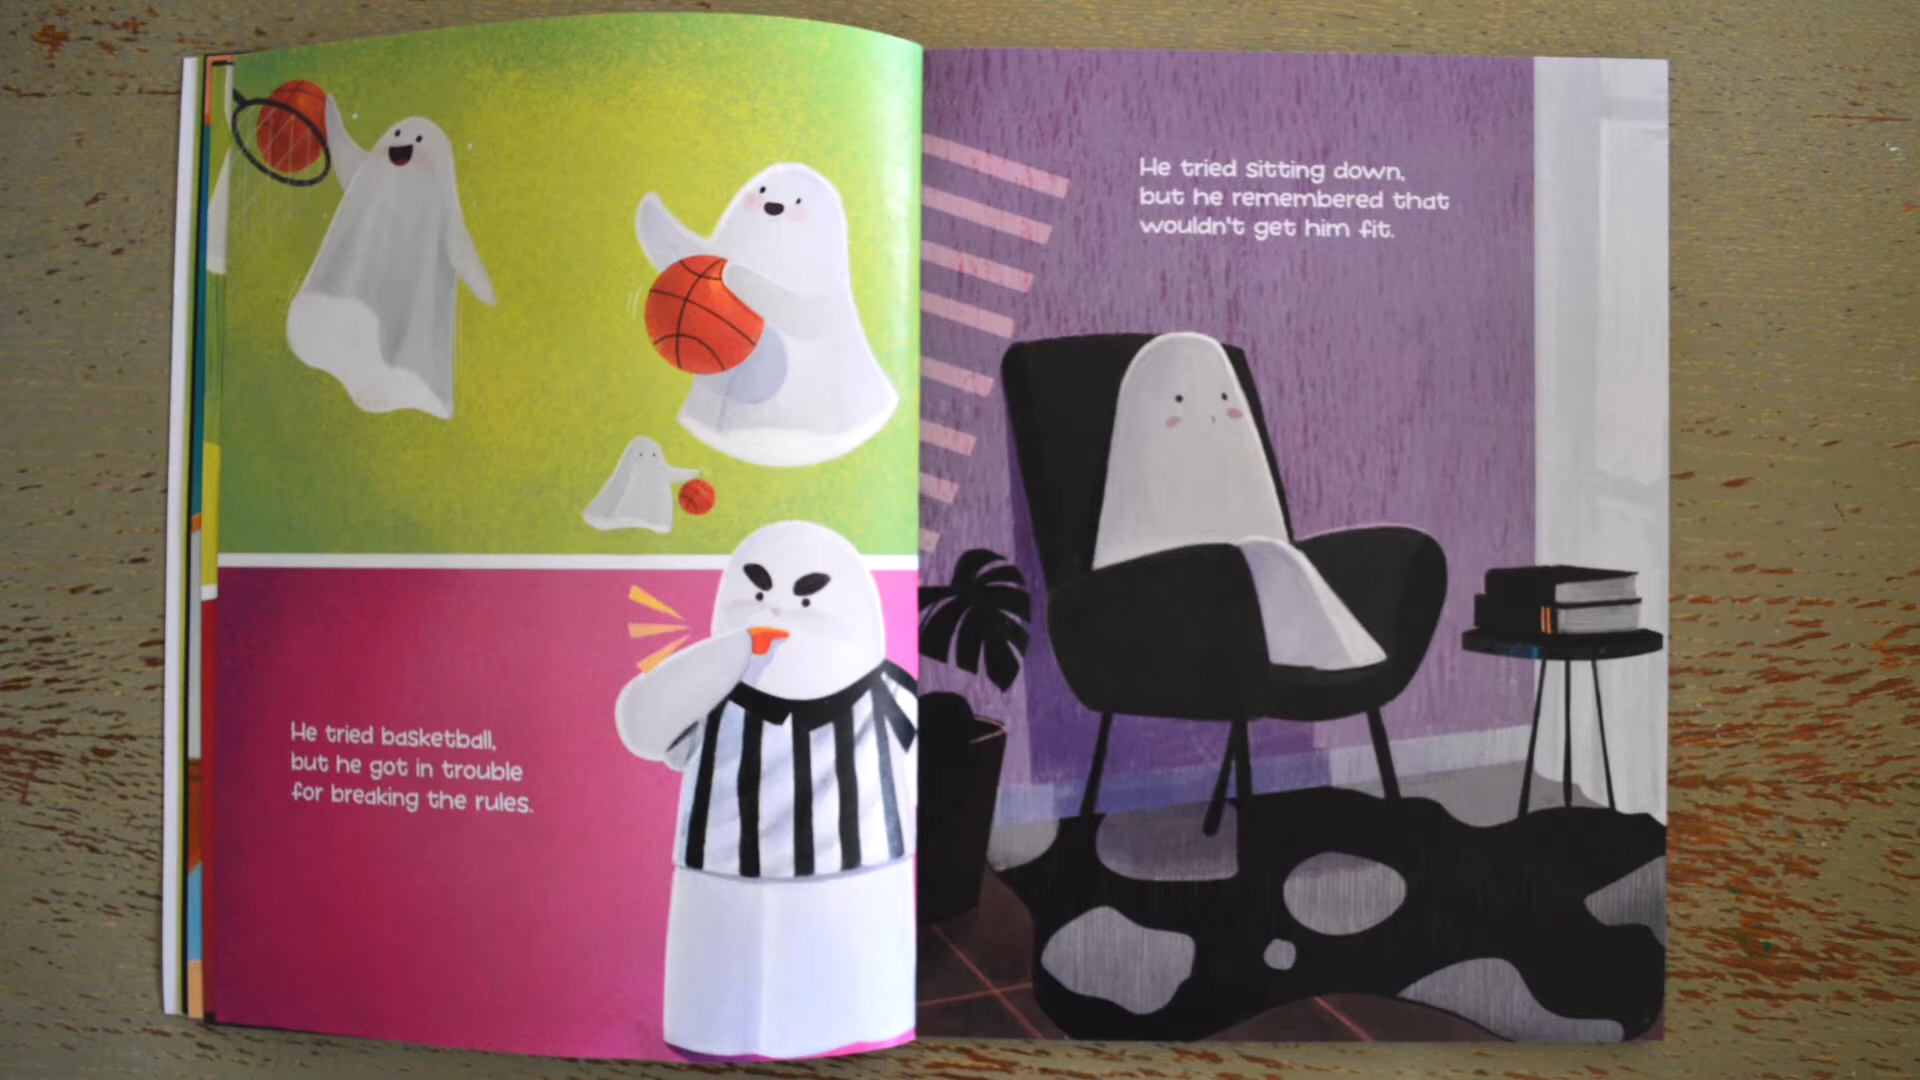 He tried basketball,
but he got in trouble
for breaking the rules.
He tried sitting down,
but he remembered that
wouldn't get him fit.